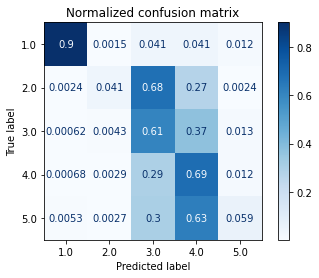 Normalized confusion matrix
1.0 0.9 0.0015 0.041 0.041 0.012
2.0 0.0024 0.041 0.68 0.27 0.0024
3.0 0.00062 0.0043 0.61 0.37 0.013
4.0 0.00068 0.0029 0.29 0.69 0.012
5.0 0.0053 0.0027 0.3 0.63 0.059
1.0 2.0 3.0 4.0 5.0
Predicted label
True label
0.8
0.6
0.4
0.2